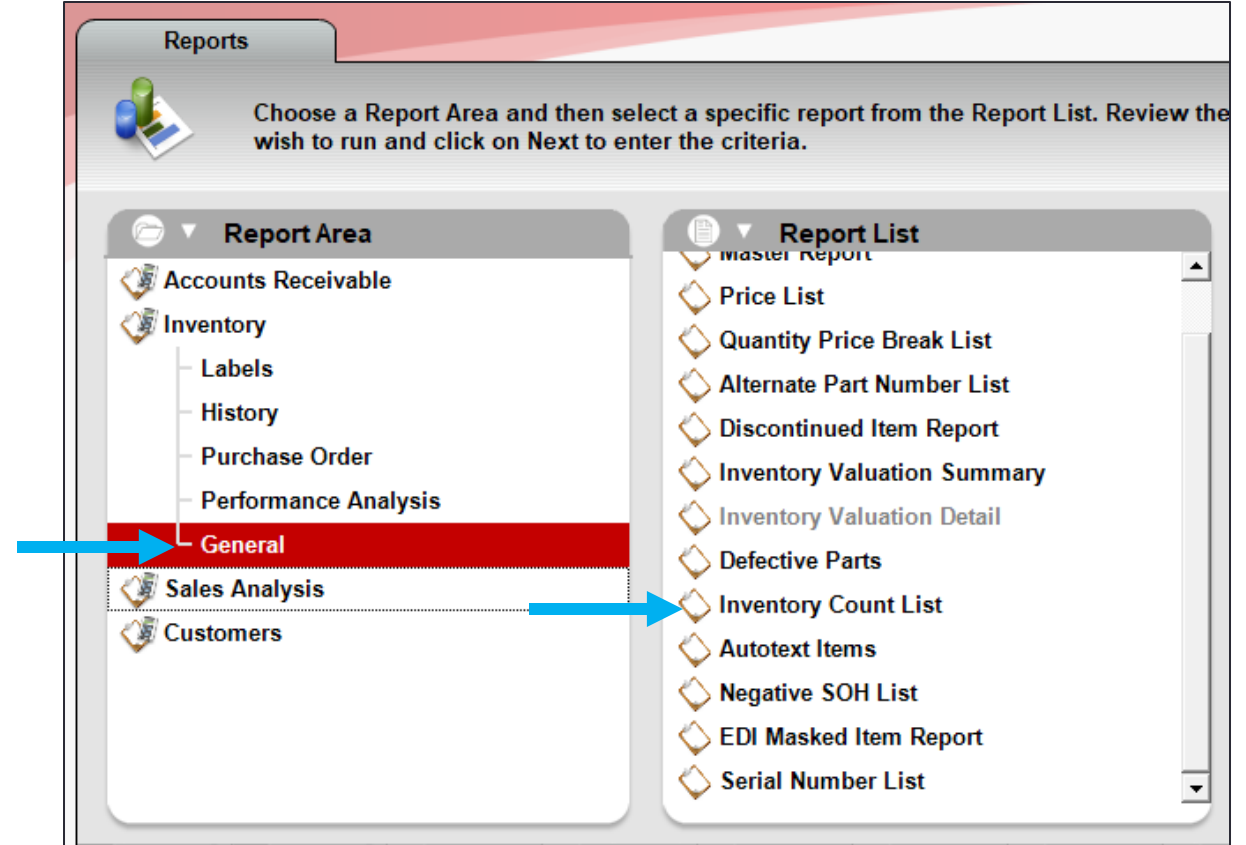 Reports
Choose a Report Area and then select a specific report from the Report List. Review the
wish to run and click on Next to enter the criteria.
Report Area
Accounts Receivable
Inventory
Labels
History
Purchase Order
Performance Analysis
General
Sales Analysis
Customers
Report List
Master Report
Price List
Quantity Price Break List
Alternate Part Number List
Discontinued Item Report
Inventory Valuation Summary
Inventory Valuation Detail
Defective Parts
Inventory Count List
Autotext Items
Negative SOH List
EDI Masked Item Report
Serial Number List